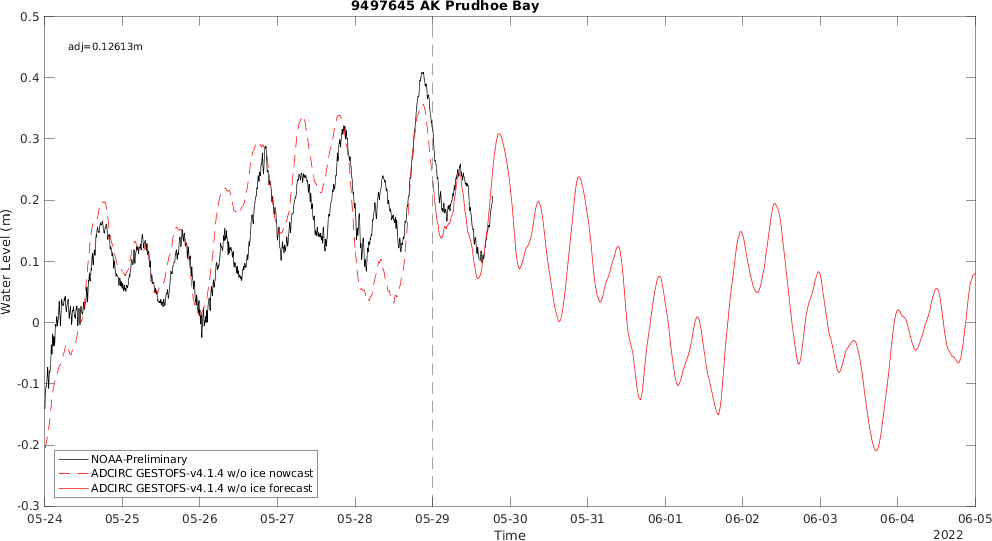 9497645 AK Prudhoe Bay
0.5
0.4
0.3
0.2
0.1
0
-0.1
-0.2
-0.3
Water Level (m)
adj=0.12613m
NOAA-Preliminary
ADCIRC GESTOFS-v4.1.4 w/o ice nowcast
ADCIRC GESTOFS-v4.1.4 w/o ice forecast
05-24 05-25 05-26 05-27 05-28 05-29 05-30 05-31 06-01 06-02 06-03 06-04 06-05
Time
2022